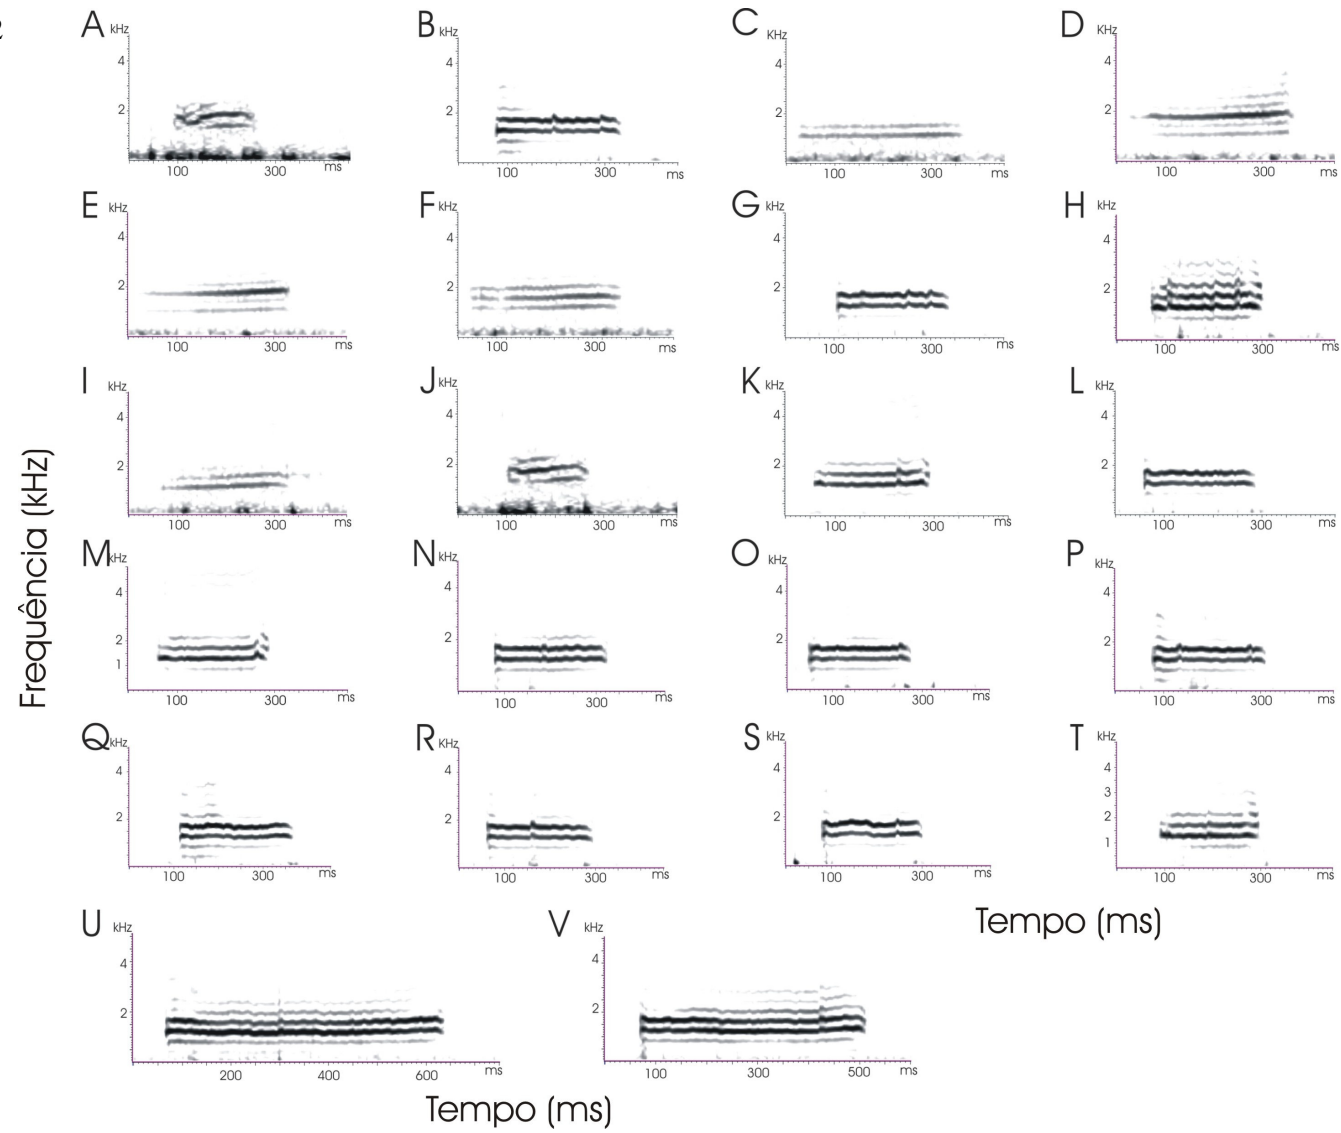 A kHz B kHz C KHz D KHz
4 4 4 4
2 2 2 2
100 300 ms 100 300 ms 100 300 ms 100 300 ms
E kHz F kHz G kHz H kHz
4 4 4 4
2 2 2 2
100 300 ms 100 300 ms 100 300 ms 100 300 ms
I kHz J kHz K kHz L kHz
4 4 4 4
2 2 2 2
100 300 ms 100 300 ms 100 300 ms 100 300 ms
Frequência (kHz)
M kHz N kHz O kHz P kHz
4 4 4 4
2 2 2 2
1
100 300 ms 100 300 ms 100 300 ms 100 300 ms
Q kHz R KHz S kHz T kHz
4 4 4 4
3
2 2 2 2
1
100 300 ms 100 300 ms 100 300 ms 100 300 ms
Tempo (ms)
U kHz V kHz
4 4
2 2
200 400 600 ms 100 300 500 ms
Tempo (ms)